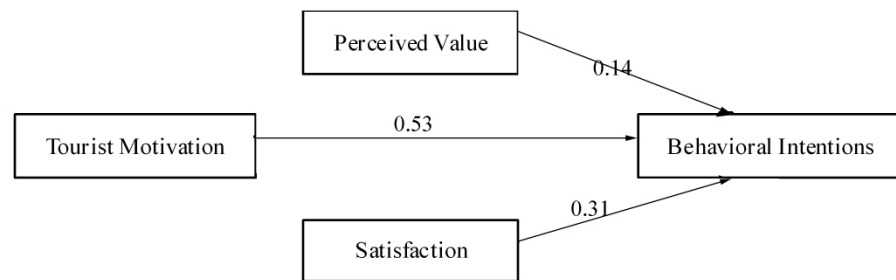 Perceived Value
0.14
0.53
Tourist Motivation
Behavioral Intentions
0.31
Satisfaction